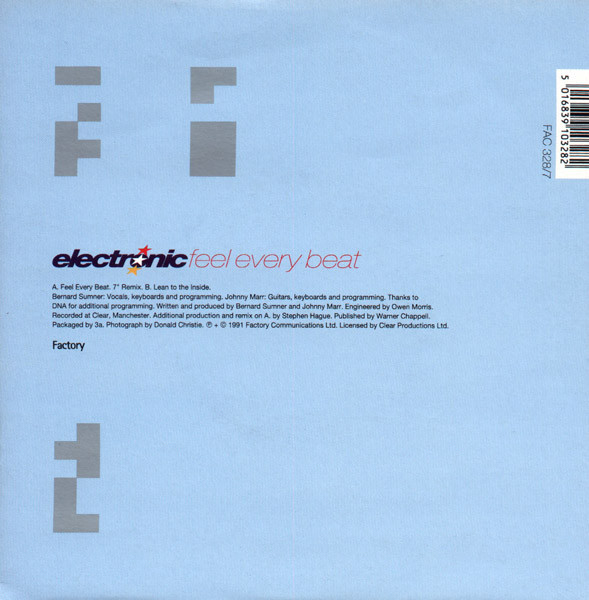 5 016839 103282
FAC 328/7
electronic feel every beat
A. Feel Every Beat. 7" Remix. B. Lean to the Inside.
Bernard Sumner: Vocals, keyboards and programming. Johnny Marr: Guitars, keyboards and programming. Thanks to
DNA for additional programming. Written and produced by Bernard Sumner and Johnny Marr. Engineered by Owen Morris.
Recorded at Clear, Manchester. Additional production and remix on A. by Stephen Hague. Published by Warner Chappell.
Packaged by 3a. Photograph by Donald Christie. ℗ + © 1991 Factory Communications Ltd. Licensed by Clear Productions Ltd.
Factory